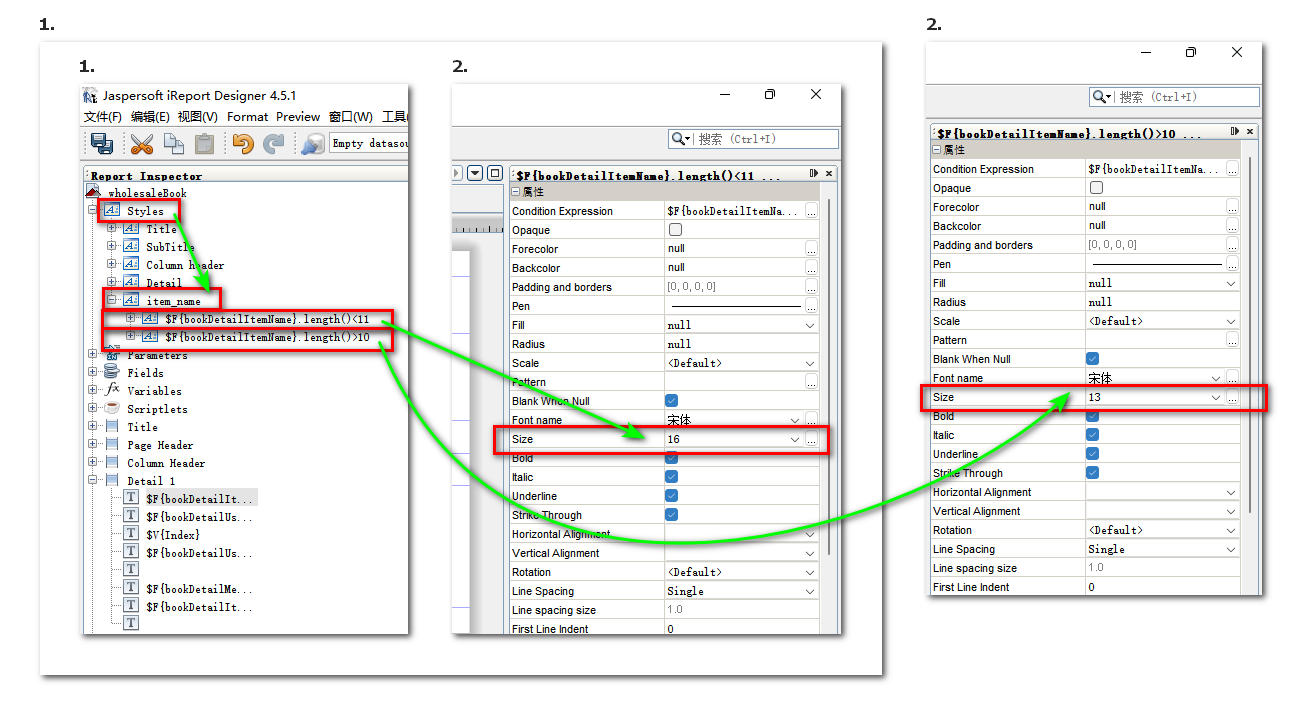 1.
2.
1.
2.
Jaspersoft iReport Designer 4.5.1
文件(F) 编辑(E) 视图(V) Format Preview 窗口(W) 工具(
Empty datasou
Report Inspector
wholesaleBook
Styles
Title
SubTitle
Column header
Detail
item_name
$F{bookDetailItemName}.length()<11
$F{bookDetailItemName}.length()>10
Parameters
Fields
Variables
Scriptlets
Title
Page Header
Column Header
Detail 1
$F{bookDetailIt...
$F{bookDetailUs...
$V{Index}
$F{bookDetailUs...
$F{bookDetailMe...
$F{bookDetailIt...
搜索 (Ctrl+I)
$F{bookDetailItemName}.length()<11 ...
属性
Condition Expression $F{bookDetailItemNa... ...
Opaque
Forecolor null ...
Backcolor null ...
Padding and borders [0, 0, 0, 0] ...
Pen ...
Fill null
Radius null
Scale <Default>
Pattern ...
Blank When Null
Font name 宋体 ...
Size 16 ...
Bold
Italic
Underline
Strike Through
Horizontal Alignment
Vertical Alignment
Rotation <Default>
Line Spacing Single
Line spacing size 1.0
First Line Indent 0
搜索 (Ctrl+I)
$F{bookDetailItemName}.length()>10 ...
属性
Condition Expression $F{bookDetailItemNa... ...
Opaque
Forecolor null ...
Backcolor null ...
Padding and borders [0, 0, 0, 0] ...
Pen ...
Fill null
Radius null
Scale <Default>
Pattern ...
Blank When Null
Font name 宋体 ...
Size 13 ...
Bold
Italic
Underline
Strike Through
Horizontal Alignment
Vertical Alignment
Rotation <Default>
Line Spacing Single
Line spacing size 1.0
First Line Indent 0